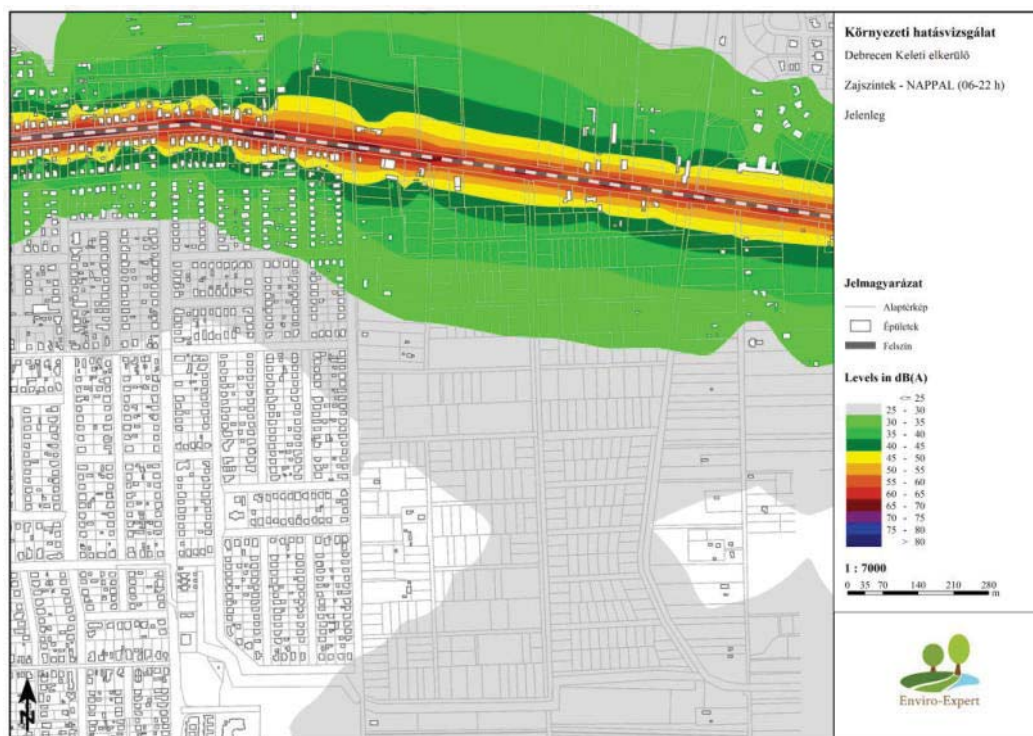 Környezeti hatásvizsgálat
Debrecen Keleti elkerülő
Zajszintek - NAPPAL (06-22 h)
Jelenleg
Jelmagyarázat
Alaptérkép
Épületek
Felszín
Levels in dB(A)
<= 25
25 - 30
30 - 35
35 - 40
40 - 45
45 - 50
50 - 55
55 - 60
60 - 65
65 - 70
70 - 75
75 - 80
> 80
1 : 7000
0 35 70 140 210 280
m
N
Enviro-Expert